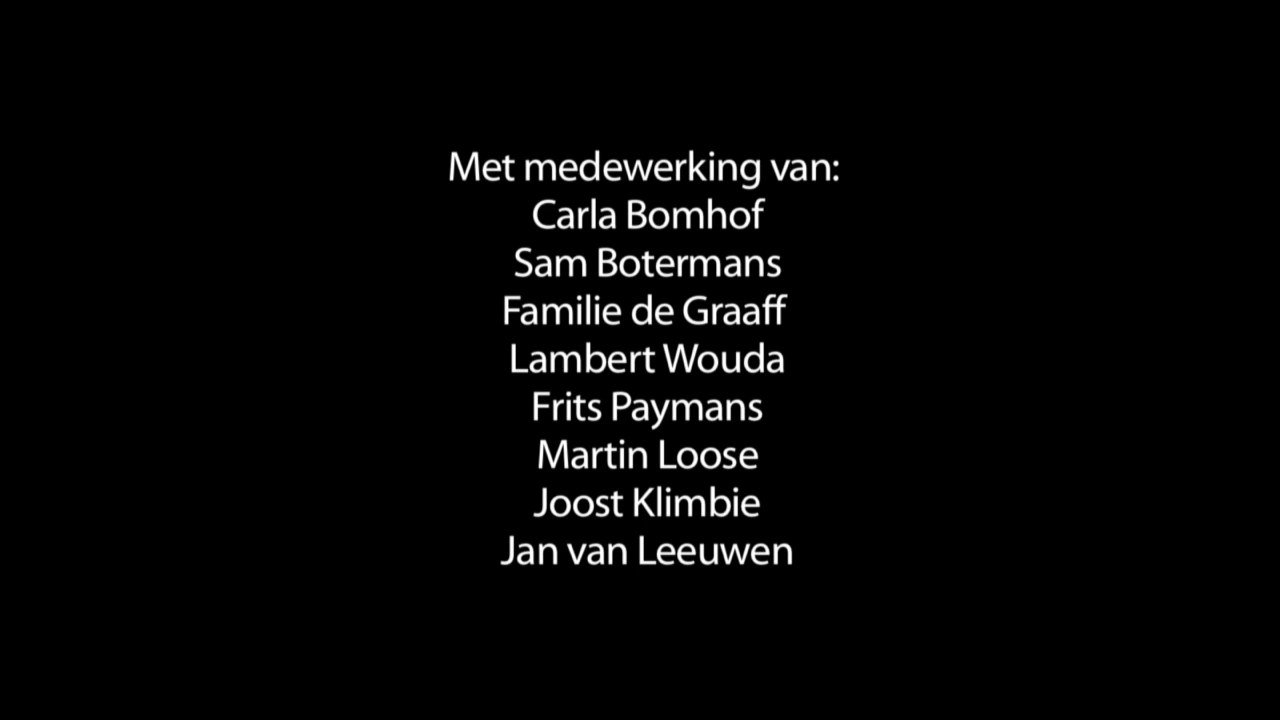 Met medewerking van:
Carla Bomhof
Sam Botermans
Familie de Graaff
Lambert Wouda
Frits Paymans
Martin Loose
Joost Klimbie
Jan van Leeuwen